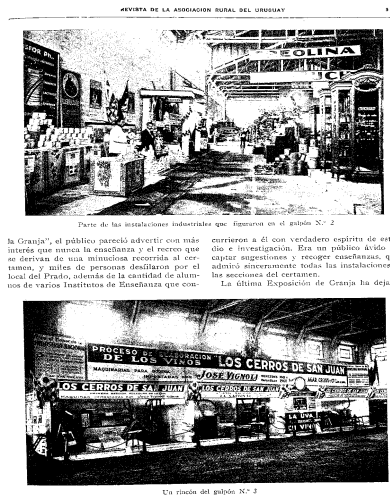 REVISTA DE LA ASOCIACION RURAL DEL URUGUAY
OLINA
Parte de las instalaciones industriales que figuraron en el galpón N.º 2
la Granja", el público pareció advertir con más
interés que nunca la enseñanza y el recreo que
se derivan de una minuciosa recorrida al cer-
tamen, y miles de personas desfilaron por el
local del Prado, además de la cantidad de alum-
nos de varios Institutos de Enseñanza que con-
currieron a él con verdadero espíritu de est
dio e investigación. Era un público ávido
captar sugestiones y recoger enseñanzas, q
admiró sinceramente todas las instalaciones
las secciones del certamen.
La última Exposición de Granja ha deja
PROCESO DE ELABORACION
DE LOS VINOS
LOS CERROS DE SAN JUAN
MAQUINARIAS PARA
JOSÉ VIGNOLI
LOS CERROS DE SAN JUAN
LOS CERROS DE SAN JUAN
LA UVA
VINO
Un rincón del galpón N.º 3